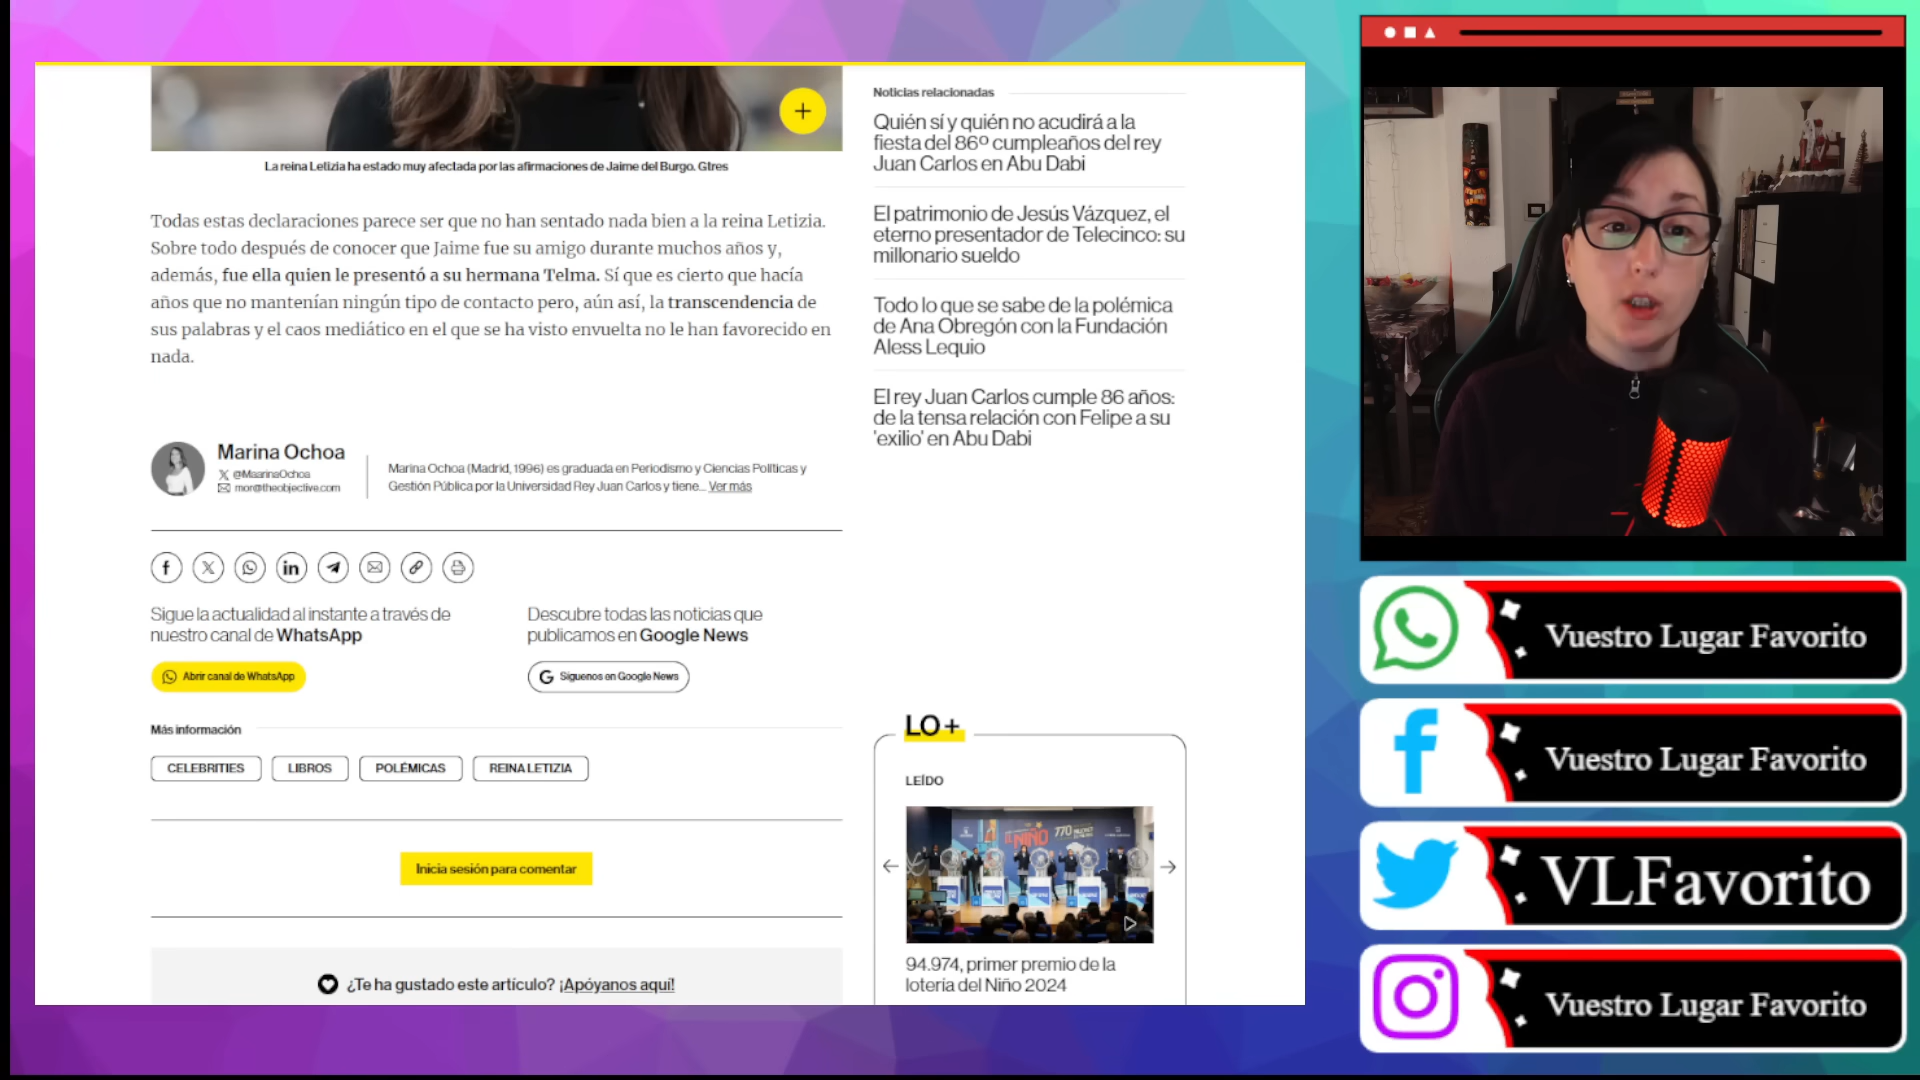 La reina Letizia ha estado muy afectada por las afirmaciones de Jaime del Burgo. Gtres
Todas estas declaraciones parece ser que no han sentado nada bien a la reina Letizia.
Sobre todo después de conocer que Jaime fue su amigo durante muchos años y,
además, fue ella quien le presentó a su hermana Telma. Sí que es cierto que hacía
años que no mantenían ningún tipo de contacto pero, aún así, la transcendencia de
sus palabras y el caos mediático en el que se ha visto envuelta no le han favorecido en
nada.
Marina Ochoa
@MaarinaOchoa
mor@theobjective.com
Marina Ochoa (Madrid, 1996) es graduada en Periodismo y Ciencias Políticas y
Gestión Pública por la Universidad Rey Juan Carlos y tiene... Ver más
Sigue la actualidad al instante a través de
nuestro canal de WhatsApp
Abrir canal de WhatsApp
Descubre todas las noticias que
publicamos en Google News
Síguenos en Google News
Más información
CELEBRITIES
LIBROS
POLÉMICAS
REINA LETIZIA
Inicia sesión para comentar
¿Te ha gustado este artículo? ¡Apóyanos aquí!
Noticias relacionadas
Quién sí y quién no acudirá a la
fiesta del 86º cumpleaños del rey
Juan Carlos en Abu Dabi
El patrimonio de Jesús Vázquez, el
eterno presentador de Telecinco: su
millonario sueldo
Todo lo que se sabe de la polémica
de Ana Obregón con la Fundación
Aless Lequio
El rey Juan Carlos cumple 86 años:
de la tensa relación con Felipe a su
'exilio' en Abu Dabi
LO+
LEÍDO
EL NIÑO
770
94.974, primer premio de la
lotería del Niño 2024
Vuestro Lugar Favorito
Vuestro Lugar Favorito
VLFavorito
Vuestro Lugar Favorito